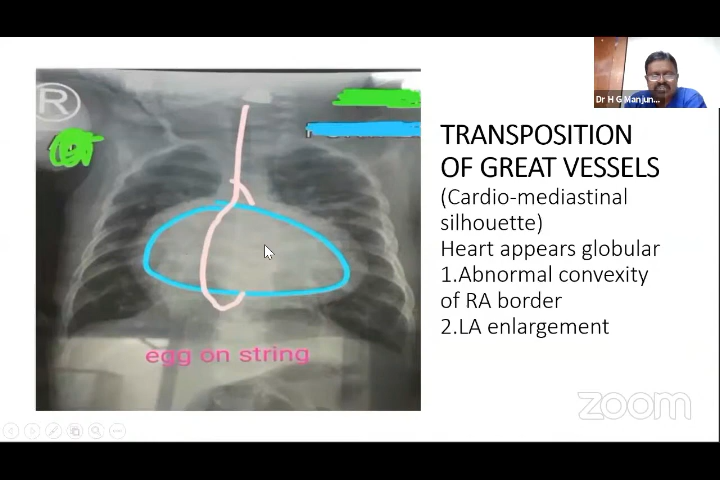 R
egg on string
Dr H G Manjun...
TRANSPOSITION
OF GREAT VESSELS
(Cardio-mediastinal
silhouette)
Heart appears globular
1.Abnormal convexity
of RA border
2.LA enlargement
zoom